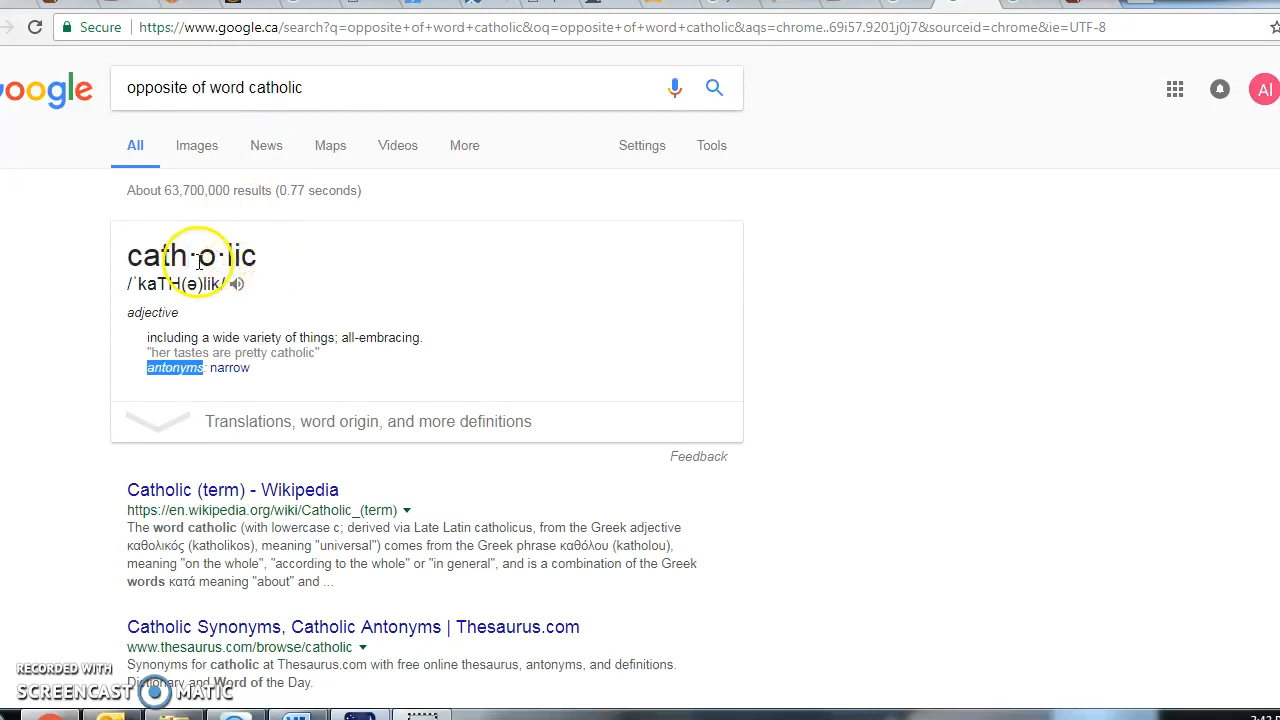 Secure https://www.google.ca/search?q=opposite+of+word+catholic&oq=opposite+of+word+catholic&aqs=chrome..69i57.9201j0j7&sourceid=chrome&ie=UTF-8
oogle
opposite of word catholic
Al
All Images News Maps Videos More Settings Tools
About 63,700,000 results (0.77 seconds)
cath·o·lic
/ˈkaTH(ə)lik/
adjective
including a wide variety of things; all-embracing.
"her tastes are pretty catholic"
antonyms: narrow
Translations, word origin, and more definitions
Feedback
Catholic (term) - Wikipedia
https://en.wikipedia.org/wiki/Catholic_(term)
The word catholic (with lowercase c; derived via Late Latin catholicus, from the Greek adjective
καθολικός (katholikos), meaning "universal") comes from the Greek phrase καθόλου (katholou),
meaning "on the whole", "according to the whole" or "in general", and is a combination of the Greek
words κατά meaning "about" and ...
Catholic Synonyms, Catholic Antonyms | Thesaurus.com
www.thesaurus.com/browse/catholic
Synonyms for catholic at Thesaurus.com with free online thesaurus, antonyms, and definitions.
Dictionary and Word of the Day.
RECORDED WITH
SCREENCAST MATIC